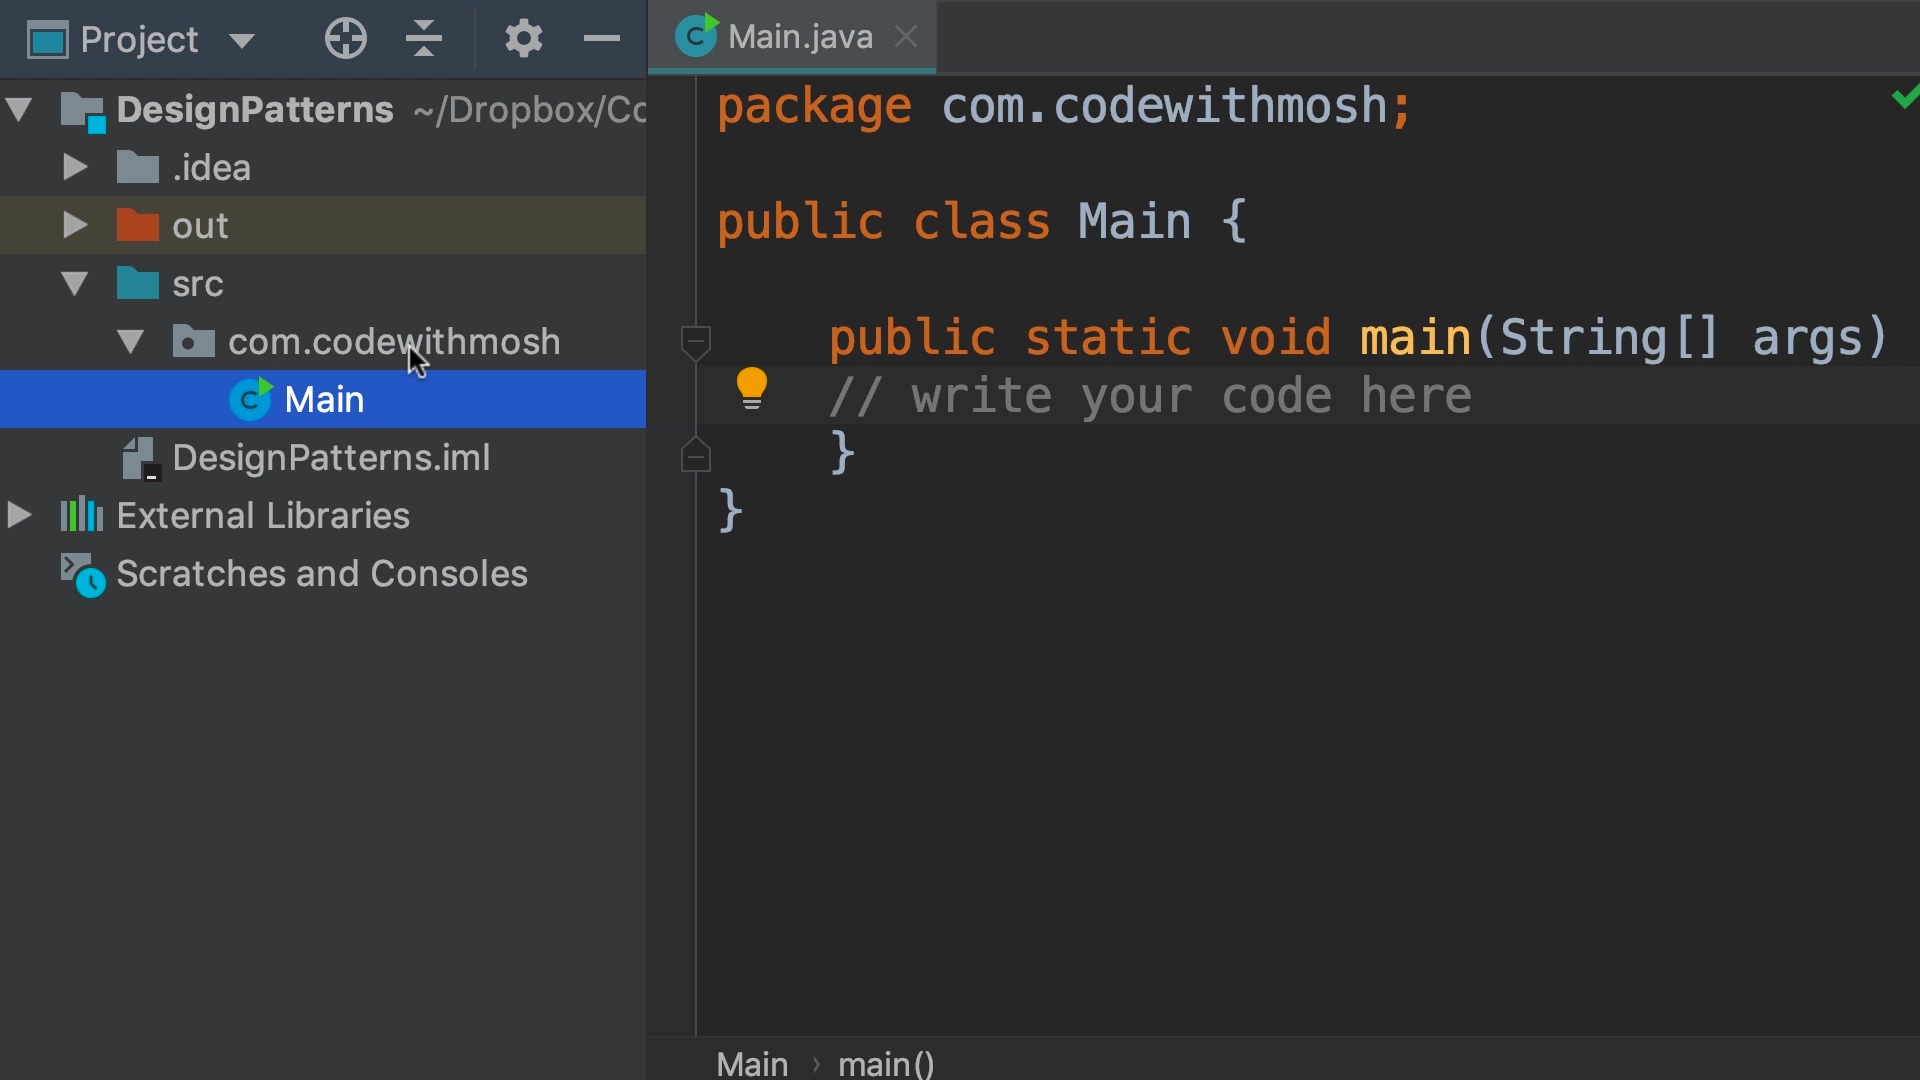 Project
DesignPatterns ~/Dropbox/Co
.idea
out
src
com.codewithmosh
Main
DesignPatterns.iml
External Libraries
Scratches and Consoles
Main.java
package com.codewithmosh;
public class Main {
public static void main(String[] args)
// write your code here
}
}
Main › main()